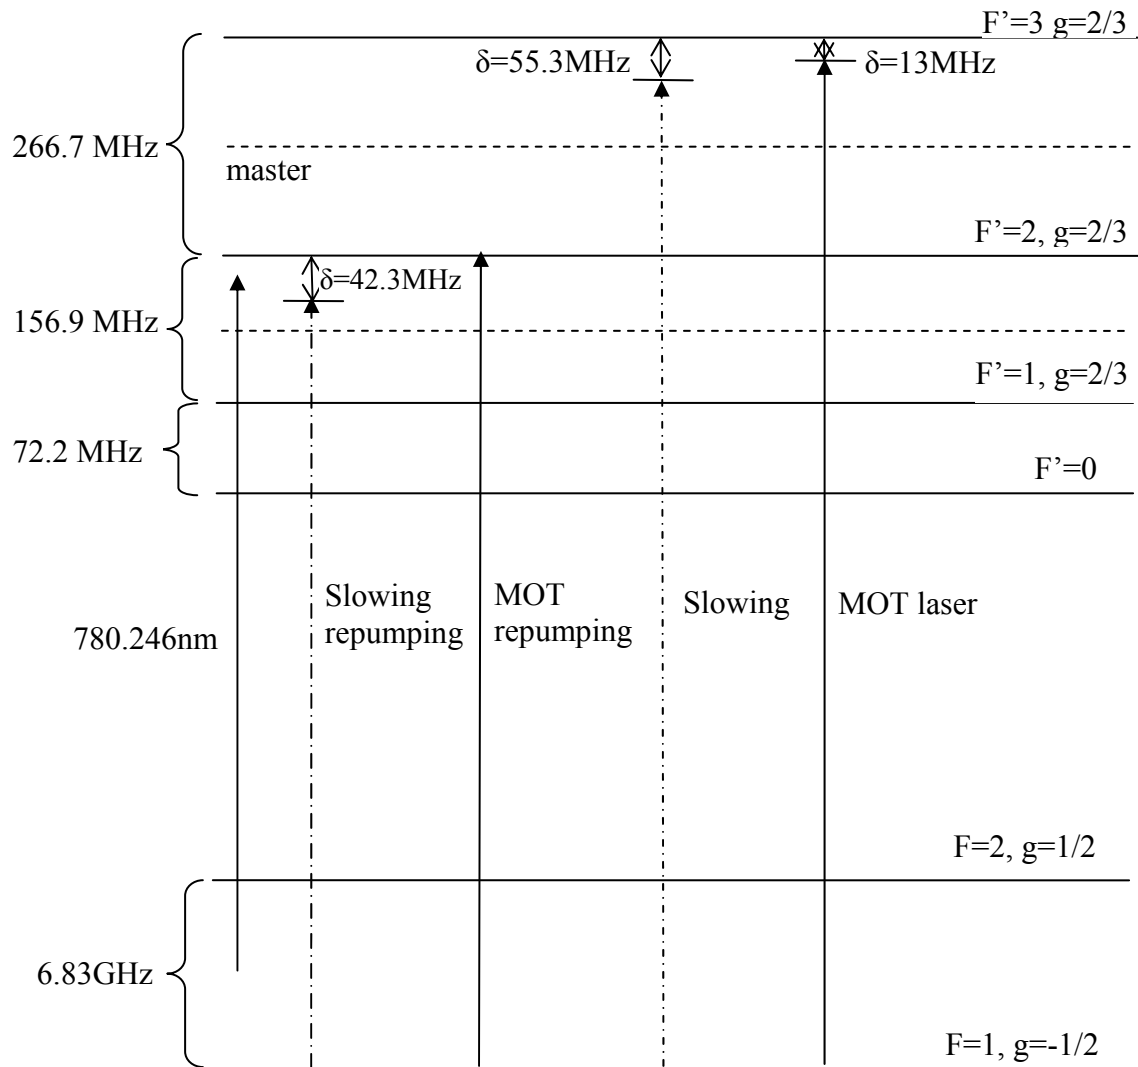 F’=3 g=2/3
δ=55.3MHz
δ=13MHz
266.7 MHz
master
F’=2, g=2/3
δ=42.3MHz
156.9 MHz
F’=1, g=2/3
72.2 MHz
F’=0
Slowing
repumping
MOT
repumping
Slowing
MOT laser
780.246nm
F=2, g=1/2
6.83GHz
F=1, g=-1/2